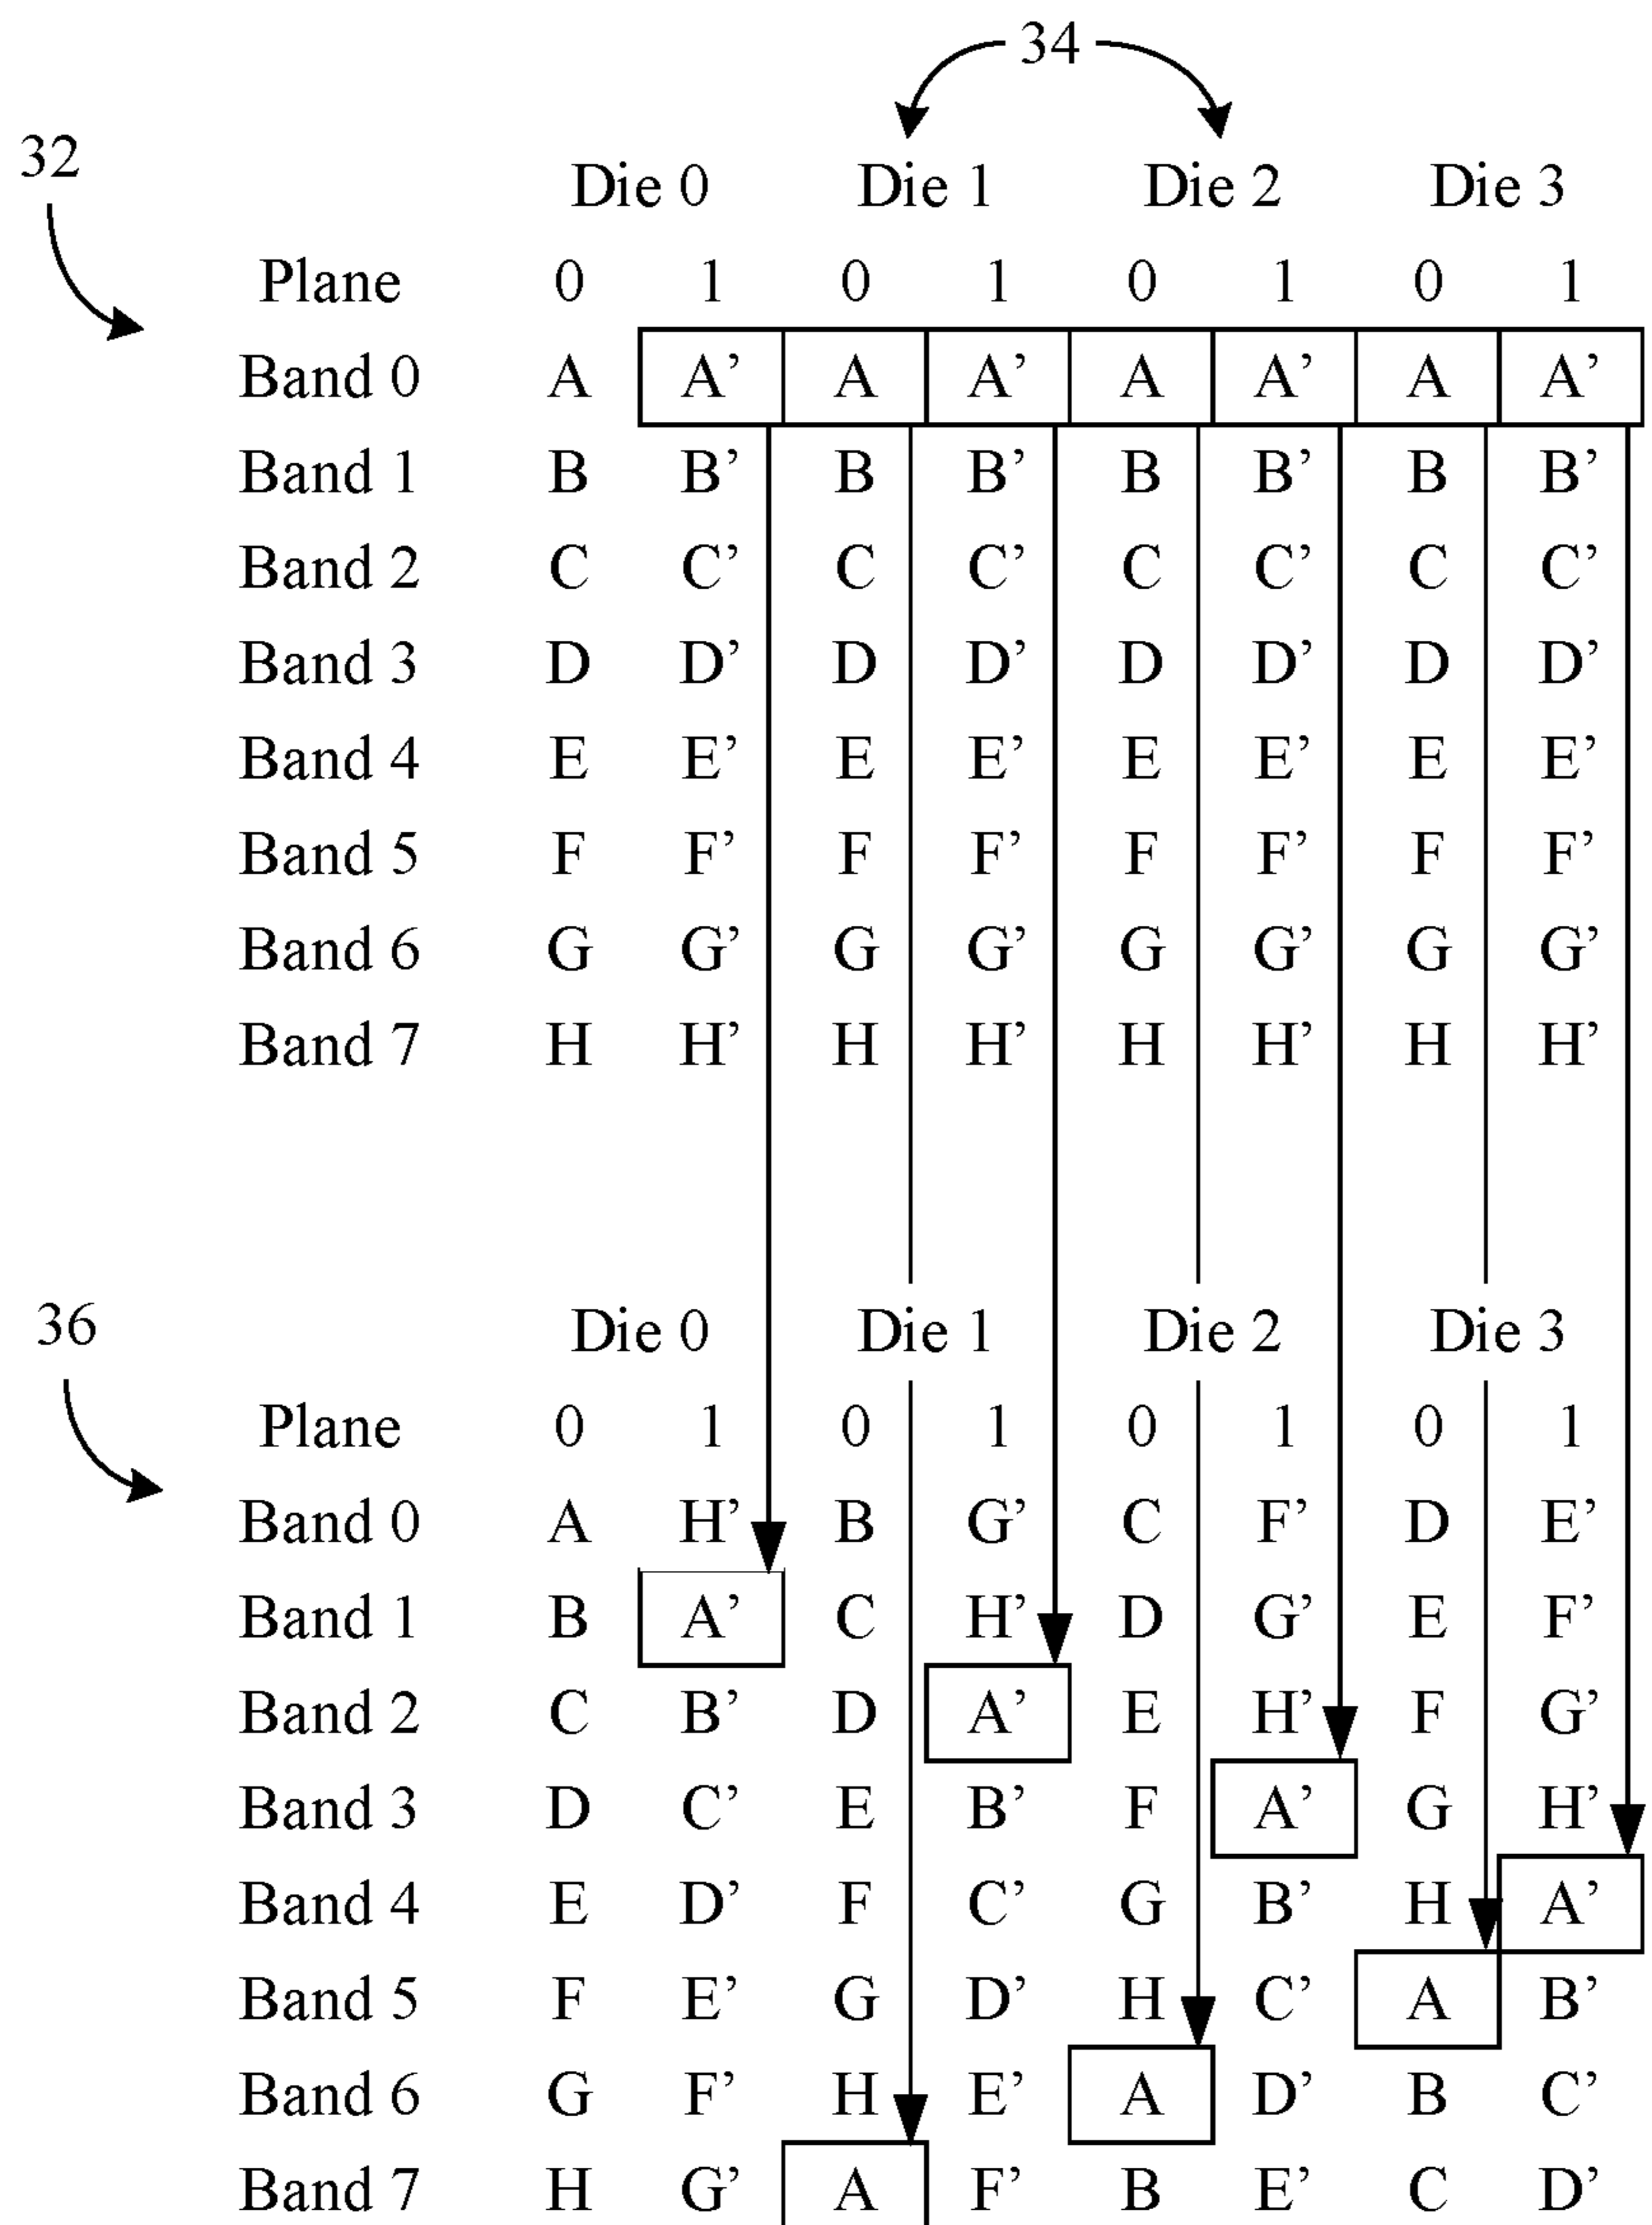 34
32
Die 0 Die 1 Die 2 Die 3
Plane 0 1 0 1 0 1 0 1
Band 0 A A’ A A’ A A’ A A’
Band 1 B B’ B B’ B B’ B B’
Band 2 C C’ C C’ C C’ C C’
Band 3 D D’ D D’ D D’ D D’
Band 4 E E’ E E’ E E’ E E’
Band 5 F F’ F F’ F F’ F F’
Band 6 G G’ G G’ G G’ G G’
Band 7 H H’ H H’ H H’ H H’
36
Die 0 Die 1 Die 2 Die 3
Plane 0 1 0 1 0 1 0 1
Band 0 A H’ B G’ C F’ D E’
Band 1 B A’ C H’ D G’ E F’
Band 2 C B’ D A’ E H’ F G’
Band 3 D C’ E B’ F A’ G H’
Band 4 E D’ F C’ G B’ H A’
Band 5 F E’ G D’ H C’ A B’
Band 6 G F’ H E’ A D’ B C’
Band 7 H G’ A F’ B E’ C D’